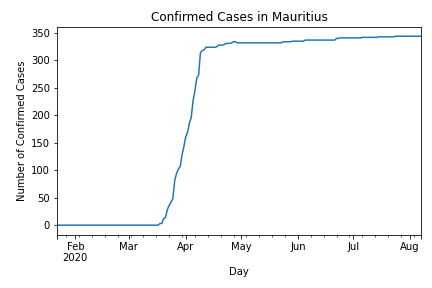 Confirmed Cases in Mauritius
350
300
250
200
150
100
50
0
Number of Confirmed Cases
Feb Mar Apr May Jun Jul Aug
2020
Day